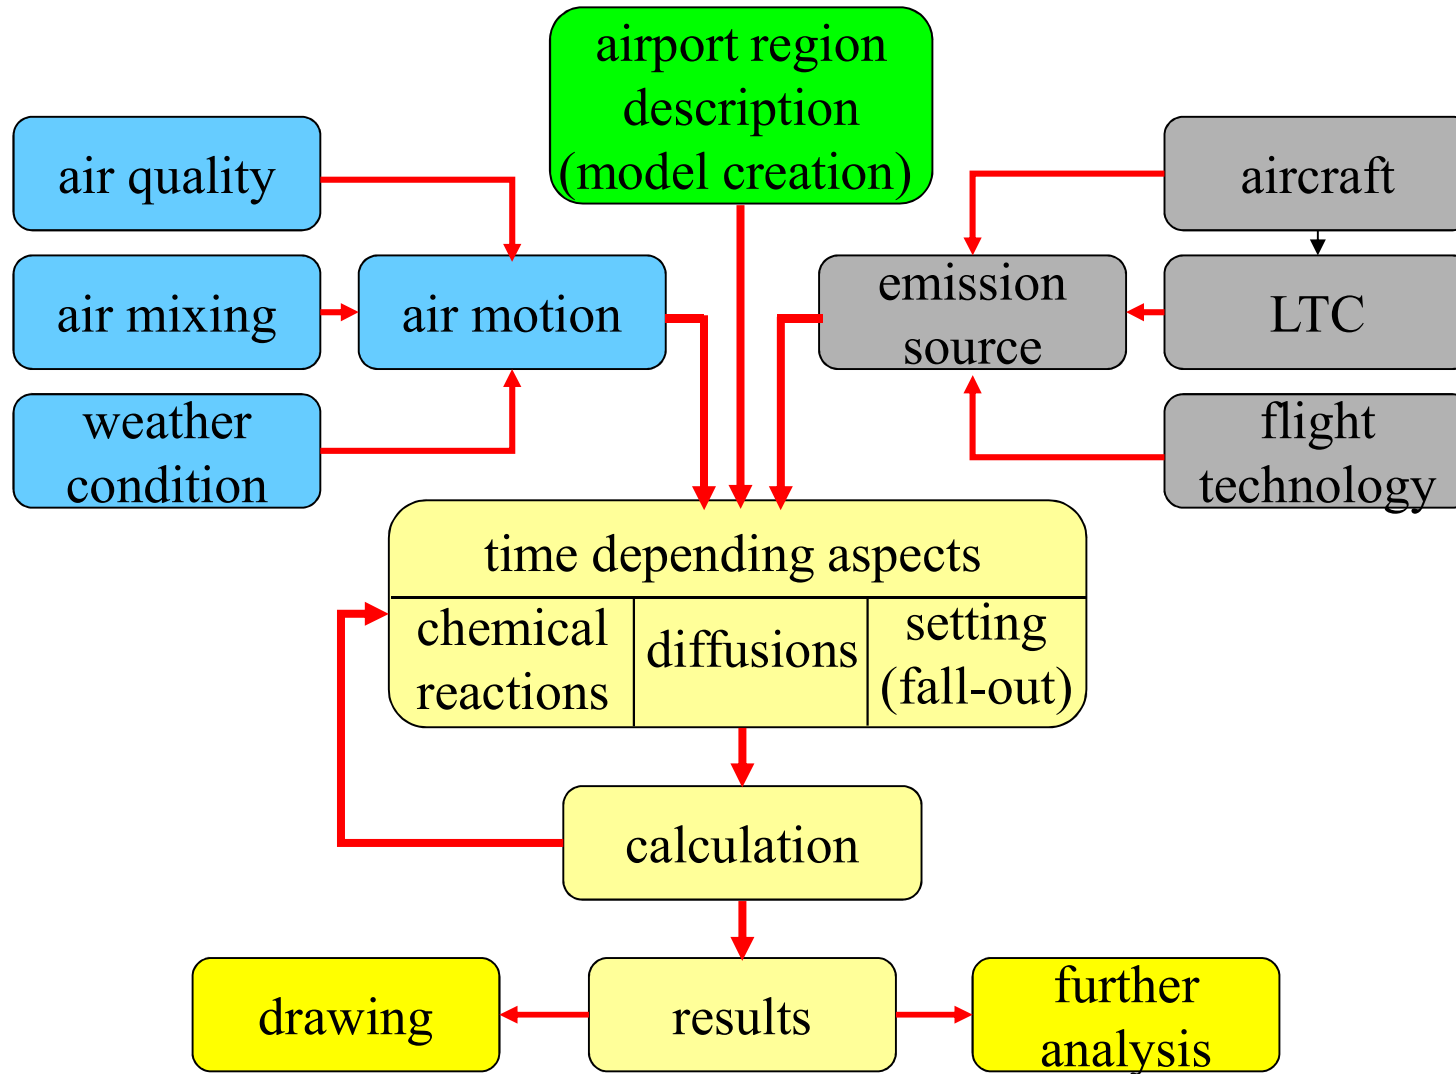 airport region
description
(model creation)
air quality
aircraft
air mixing
air motion
emission
source
LTC
weather
condition
flight
technology
time depending aspects
chemical
reactions
diffusions
setting
(fall-out)
calculation
drawing
results
further
analysis